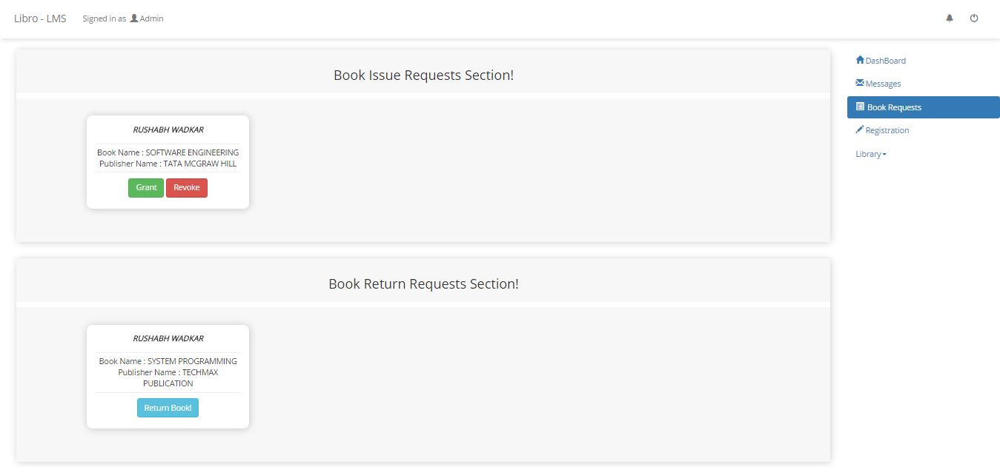 Libro - LMS Signed in as Admin
Book Issue Requests Section!
RUSHABH WADKAR
Book Name : SOFTWARE ENGINEERING
Publisher Name : TATA MCGRAW HILL
Grant Revoke
Book Return Requests Section!
RUSHABH WADKAR
Book Name : SYSTEM PROGRAMMING
Publisher Name : TECHMAX
PUBLICATION
Return Book!
DashBoard
Messages
Book Requests
Registration
Library